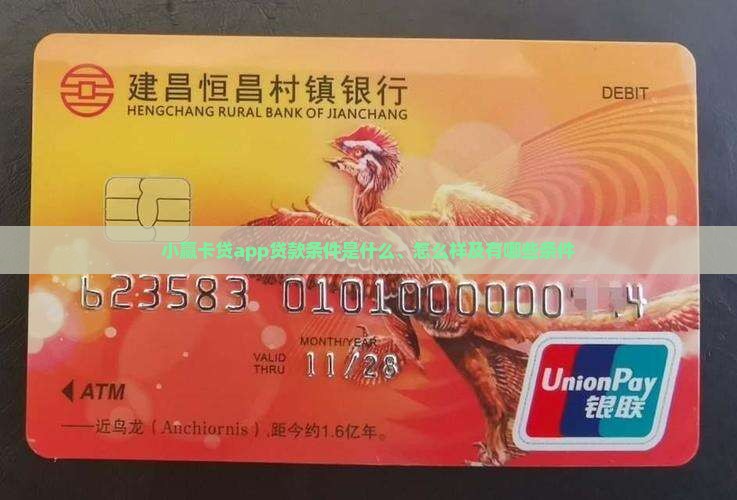 建昌恒昌村镇银行
HENGCHANG RURAL BANK OF JIANCHANG
DEBIT
小赢卡贷app贷款条件是什么、怎么样及有哪些条件
623583 0101000000 4
MONTH/YEAR
VALID THRU 11/28
ATM
——近鸟龙(Anchiornis),距今约1.6亿年。
UnionPay
银联